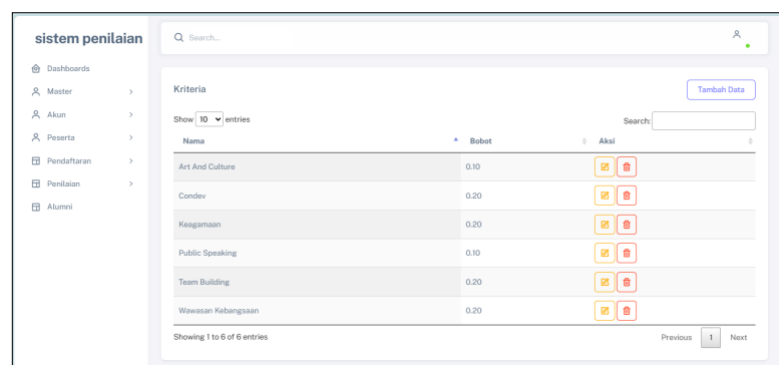 sistem penilaian
Search...
Dashboards
Master
Akun
Peserta
Pendaftaran
Penilaian
Alumni
Kriteria
Tambah Data
Show 10 entries
Search:
Nama Bobot Aksi
Art And Culture 0.10
Condev 0.20
Keagamaan 0.20
Public Speaking 0.10
Team Building 0.20
Wawasan Kebangsaan 0.20
Showing 1 to 6 of 6 entries
Previous 1 Next